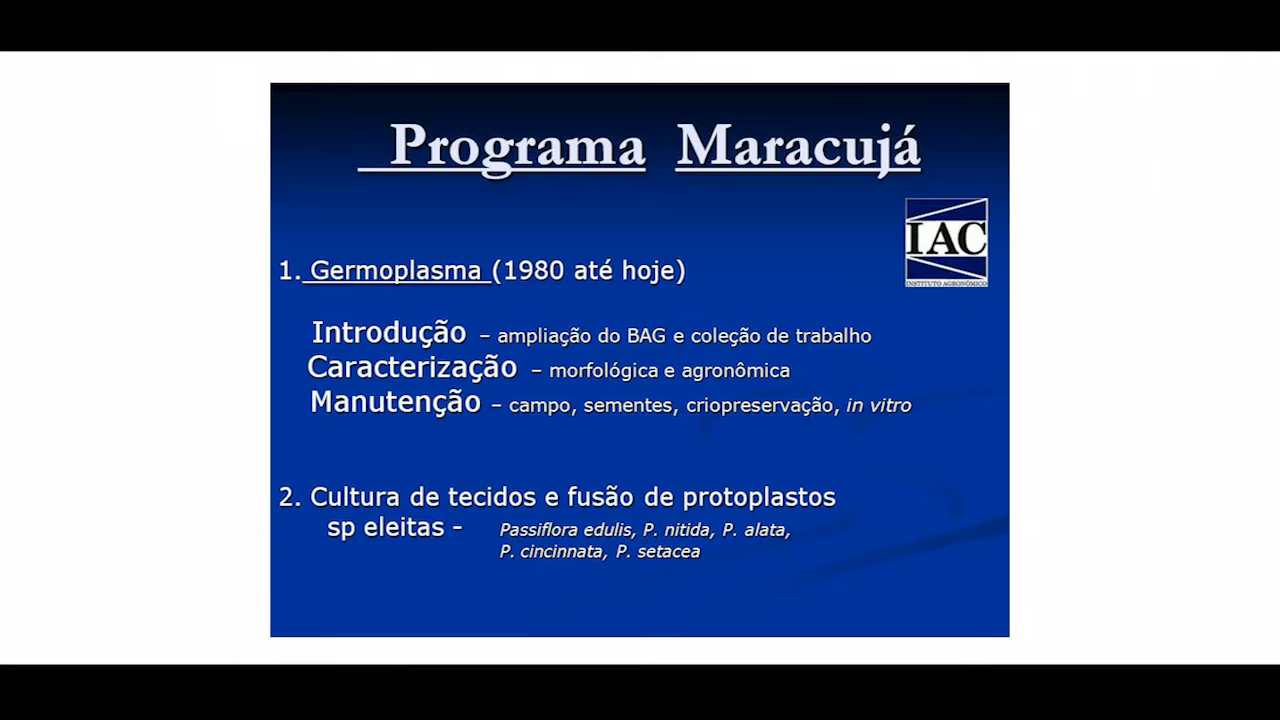 Programa Maracujá
IAC
INSTITUTO AGRONÔMICO
1. Germoplasma (1980 até hoje)
Introdução – ampliação do BAG e coleção de trabalho
Caracterização – morfológica e agronômica
Manutenção – campo, sementes, criopreservação, in vitro
2. Cultura de tecidos e fusão de protoplastos
sp eleitas - Passiflora edulis, P. nitida, P. alata,
P. cincinnata, P. setacea